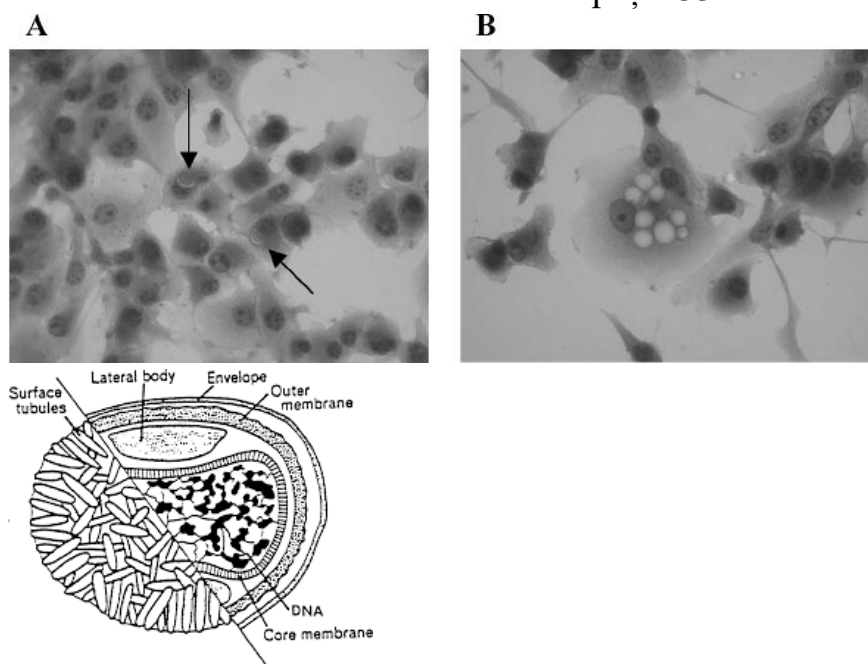 A
B
Lateral body
Envelope
Surface
tubules
Outer
membrane
DNA
Core membrane